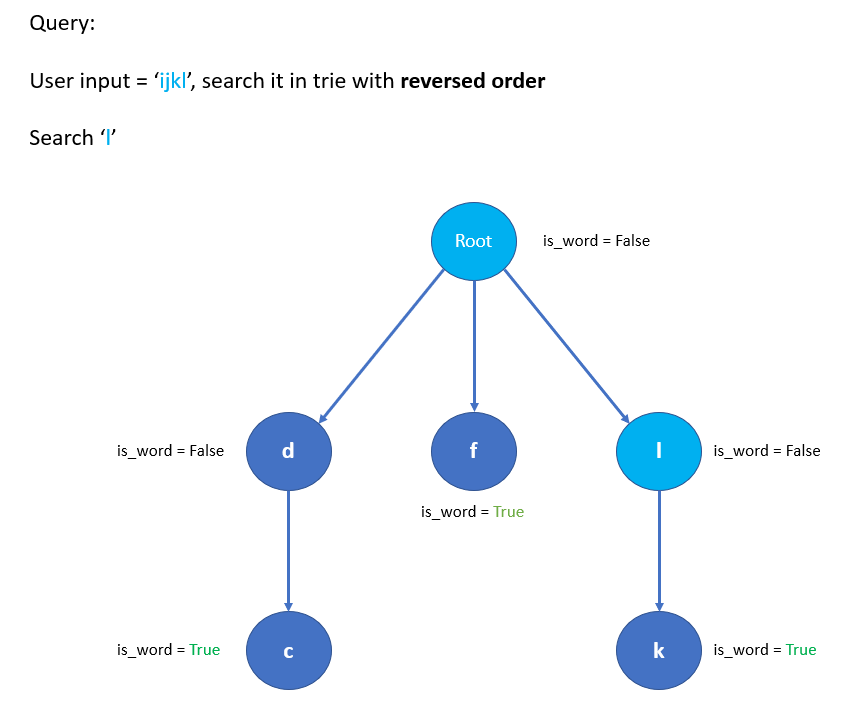 Query:
User input = ‘ijkl’, search it in trie with reversed order
Search ‘l’
Root
is_word = False
is_word = False
d
f
l
is_word = False
is_word = True
is_word = True
c
k
is_word = True